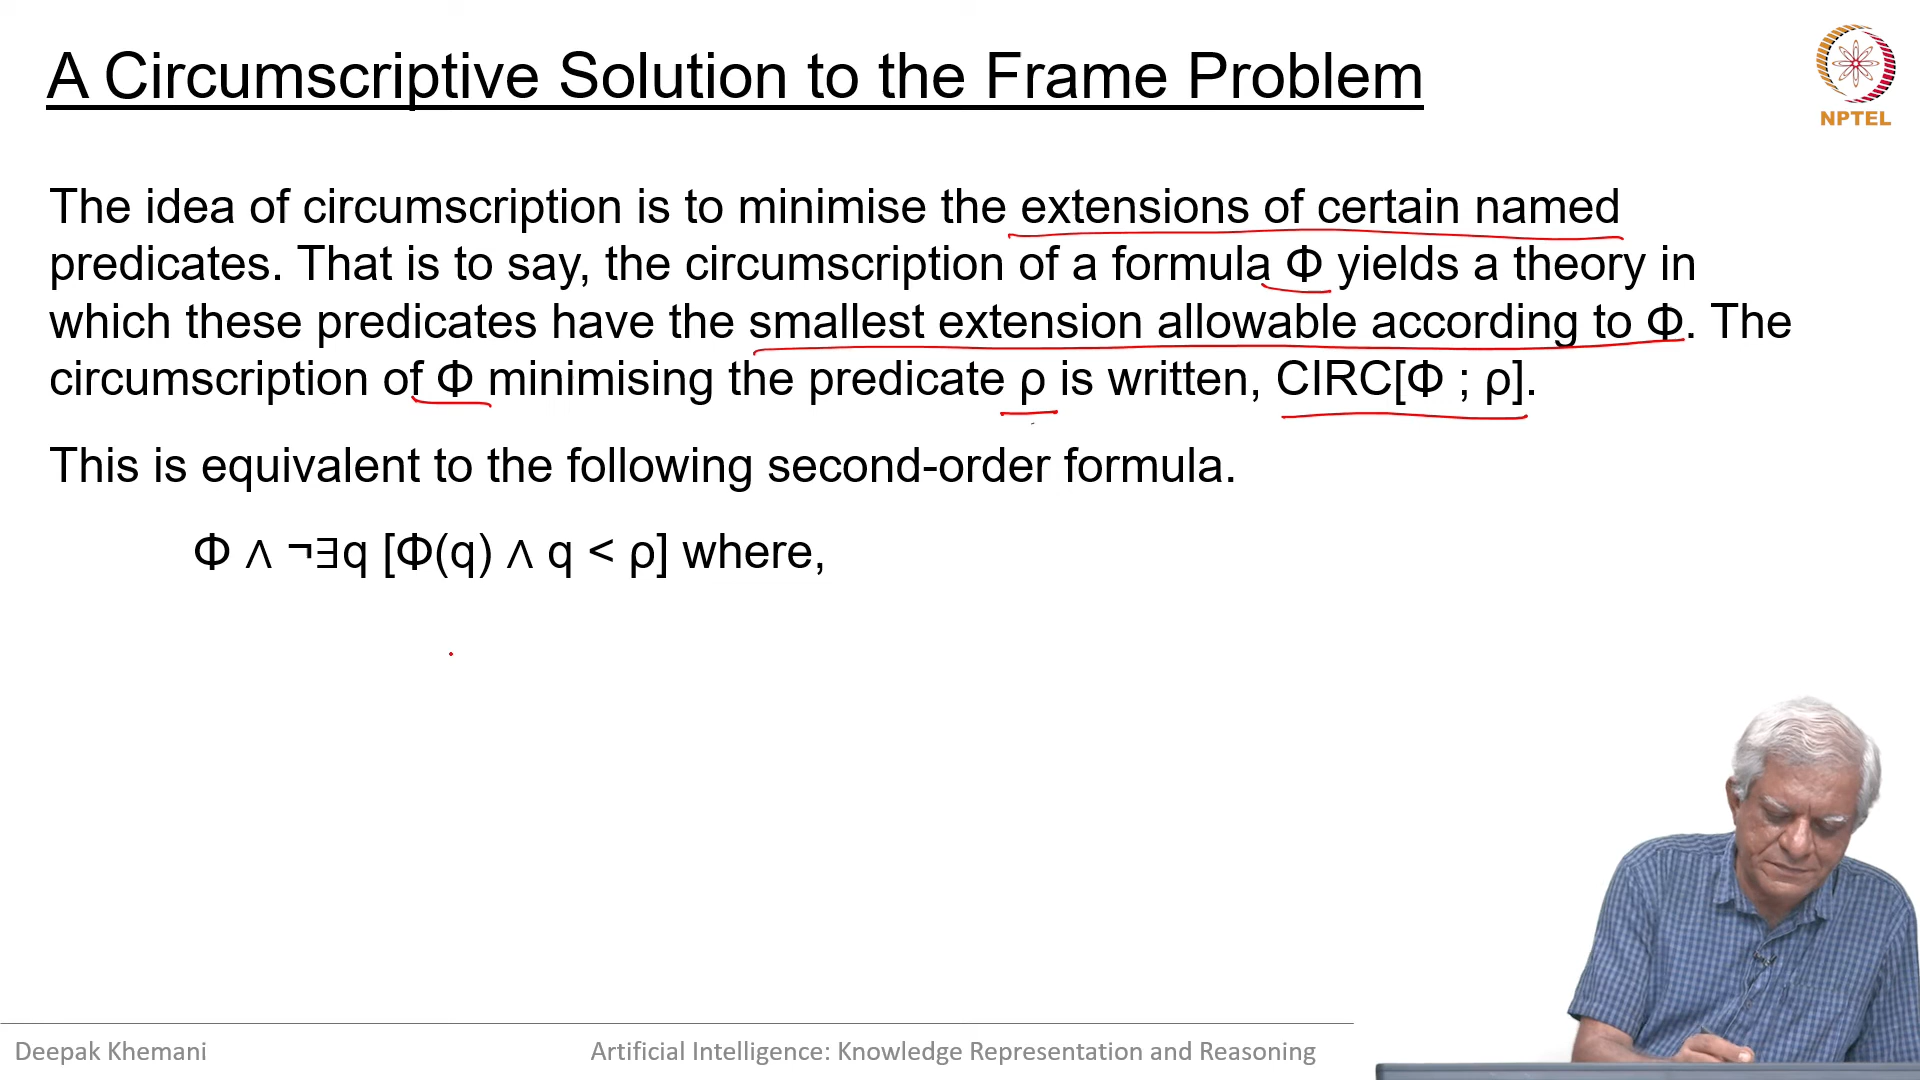 A Circumscriptive Solution to the Frame Problem
NPTEL
The idea of circumscription is to minimise the extensions of certain named
predicates. That is to say, the circumscription of a formula Φ yields a theory in
which these predicates have the smallest extension allowable according to Φ. The
circumscription of Φ minimising the predicate ρ is written, CIRC[Φ ; ρ].
This is equivalent to the following second-order formula.
Φ ∧ ¬∃q [Φ(q) ∧ q < ρ] where,
Deepak Khemani
Artificial Intelligence: Knowledge Representation and Reasoning